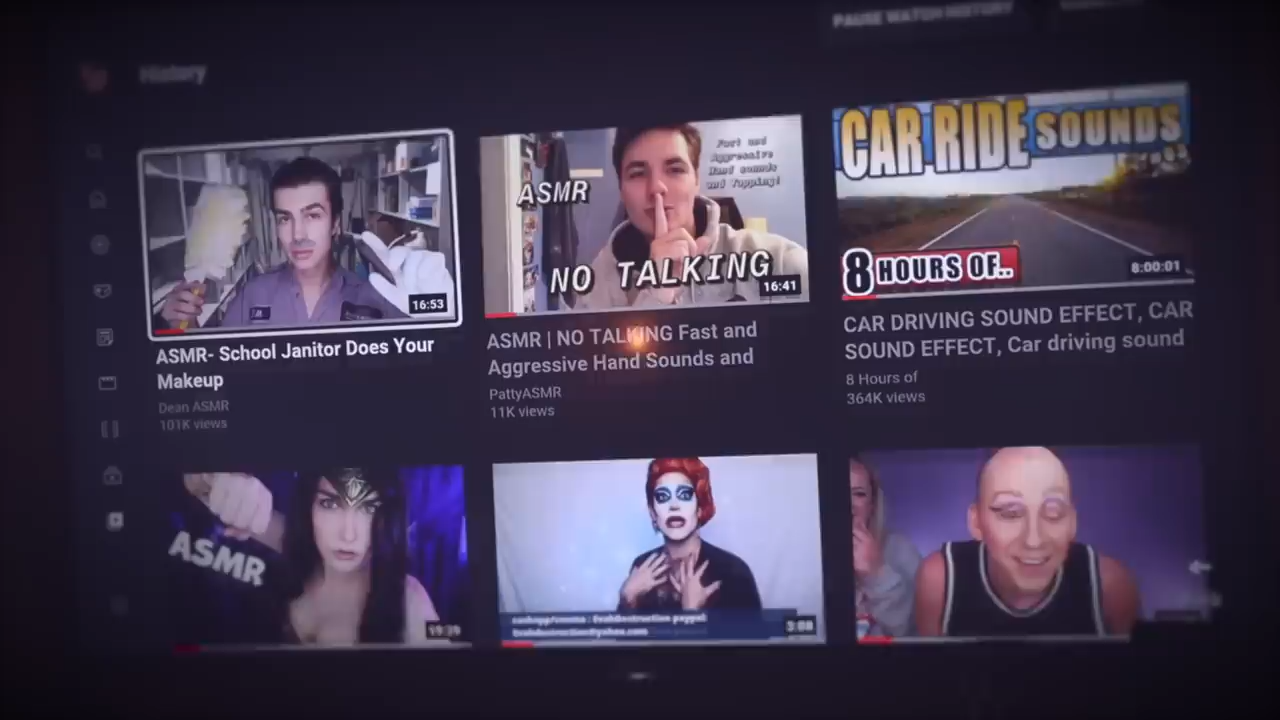 PAUSE WATCH HISTORY
History
16:53
ASMR- School Janitor Does Your
Makeup
Dean ASMR
101K views
ASMR
Fast and
Aggressive
Hand sounds
and Tapping!
NO TALKING
16:41
ASMR | NO TALKING Fast and
Aggressive Hand Sounds and
PattyASMR
11K views
CAR RIDE SOUNDS
8 HOURS OF..
8:00:01
CAR DRIVING SOUND EFFECT, CAR
SOUND EFFECT, Car driving sound
8 Hours of
364K views
ASMR
19:39
3:08